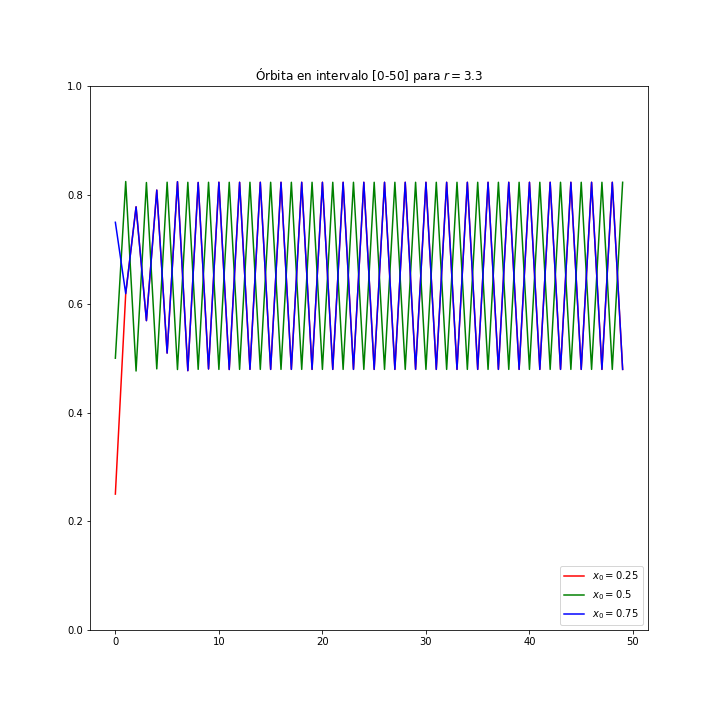 Órbita en intervalo [0-50] para r = 3.3
1.0
0.8
0.6
0.4
0.2
0.0
0 10 20 30 40 50
x₀ = 0.25
x₀ = 0.5
x₀ = 0.75